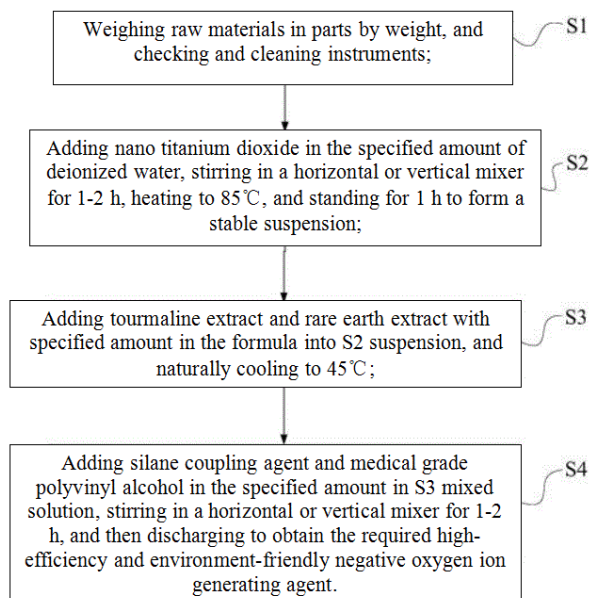 Weighing raw materials in parts by weight, and
checking and cleaning instruments;
S1
Adding nano titanium dioxide in the specified amount of
deionized water, stirring in a horizontal or vertical mixer
for 1-2 h, heating to 85℃, and standing for 1 h to form a
stable suspension;
S2
Adding tourmaline extract and rare earth extract with
specified amount in the formula into S2 suspension, and
naturally cooling to 45℃;
S3
Adding silane coupling agent and medical grade
polyvinyl alcohol in the specified amount in S3 mixed
solution, stirring in a horizontal or vertical mixer for 1-2
h, and then discharging to obtain the required high-
efficiency and environment-friendly negative oxygen ion
generating agent.
S4